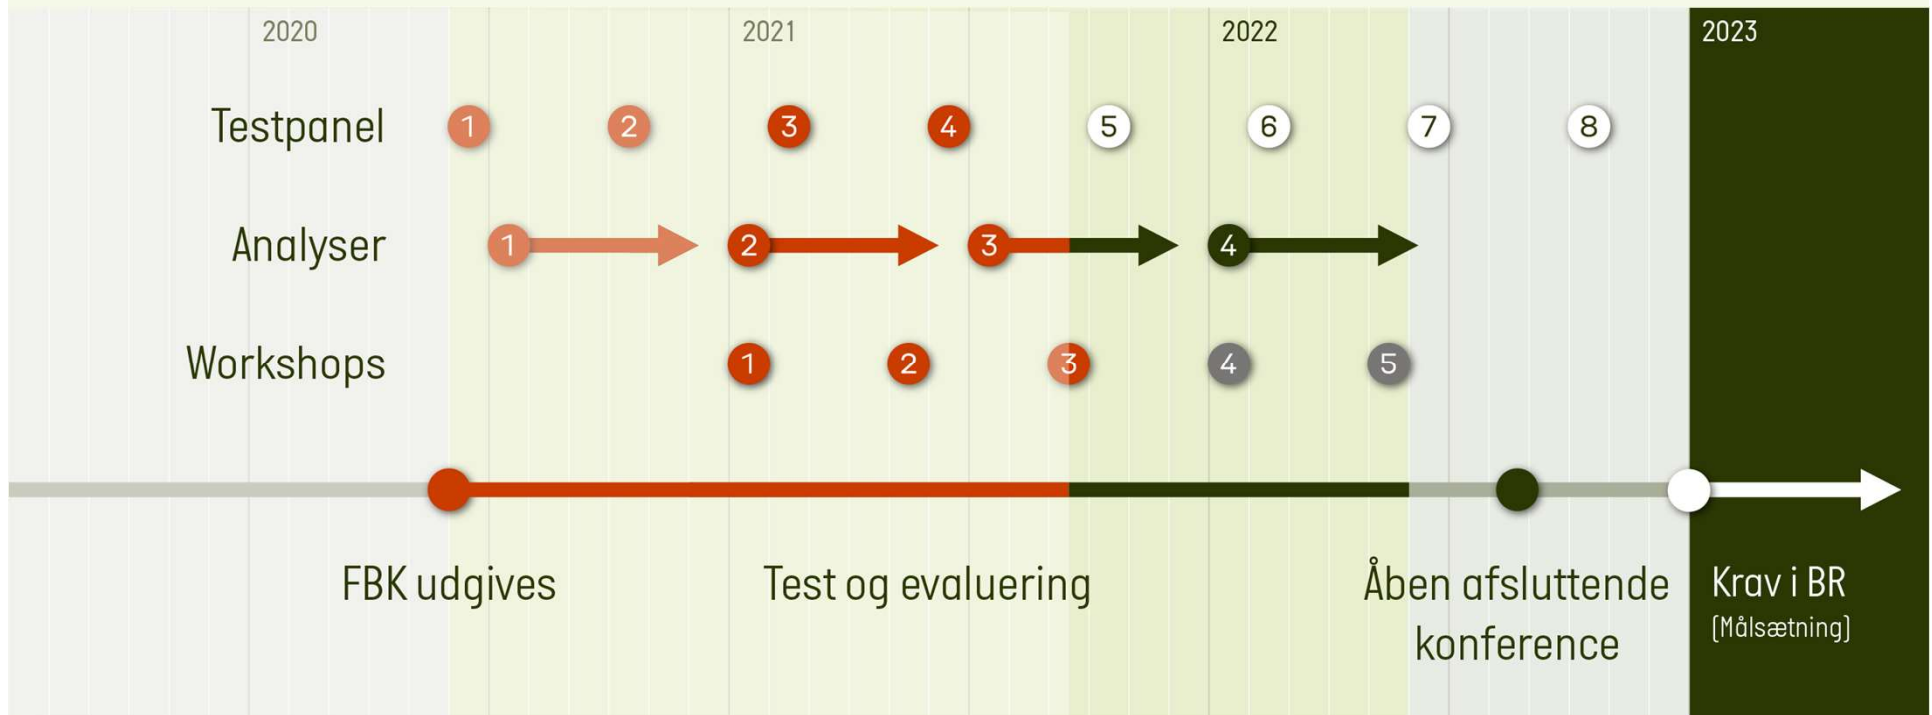 2020 2021 2022 2023
Testpanel 1 2 3 4 5 6 7 8
Analyser 1 2 3 4
Workshops 1 2 3 4 5
FBK udgives
Test og evaluering
Åben afsluttende
konference
Krav i BR
(Målsætning)